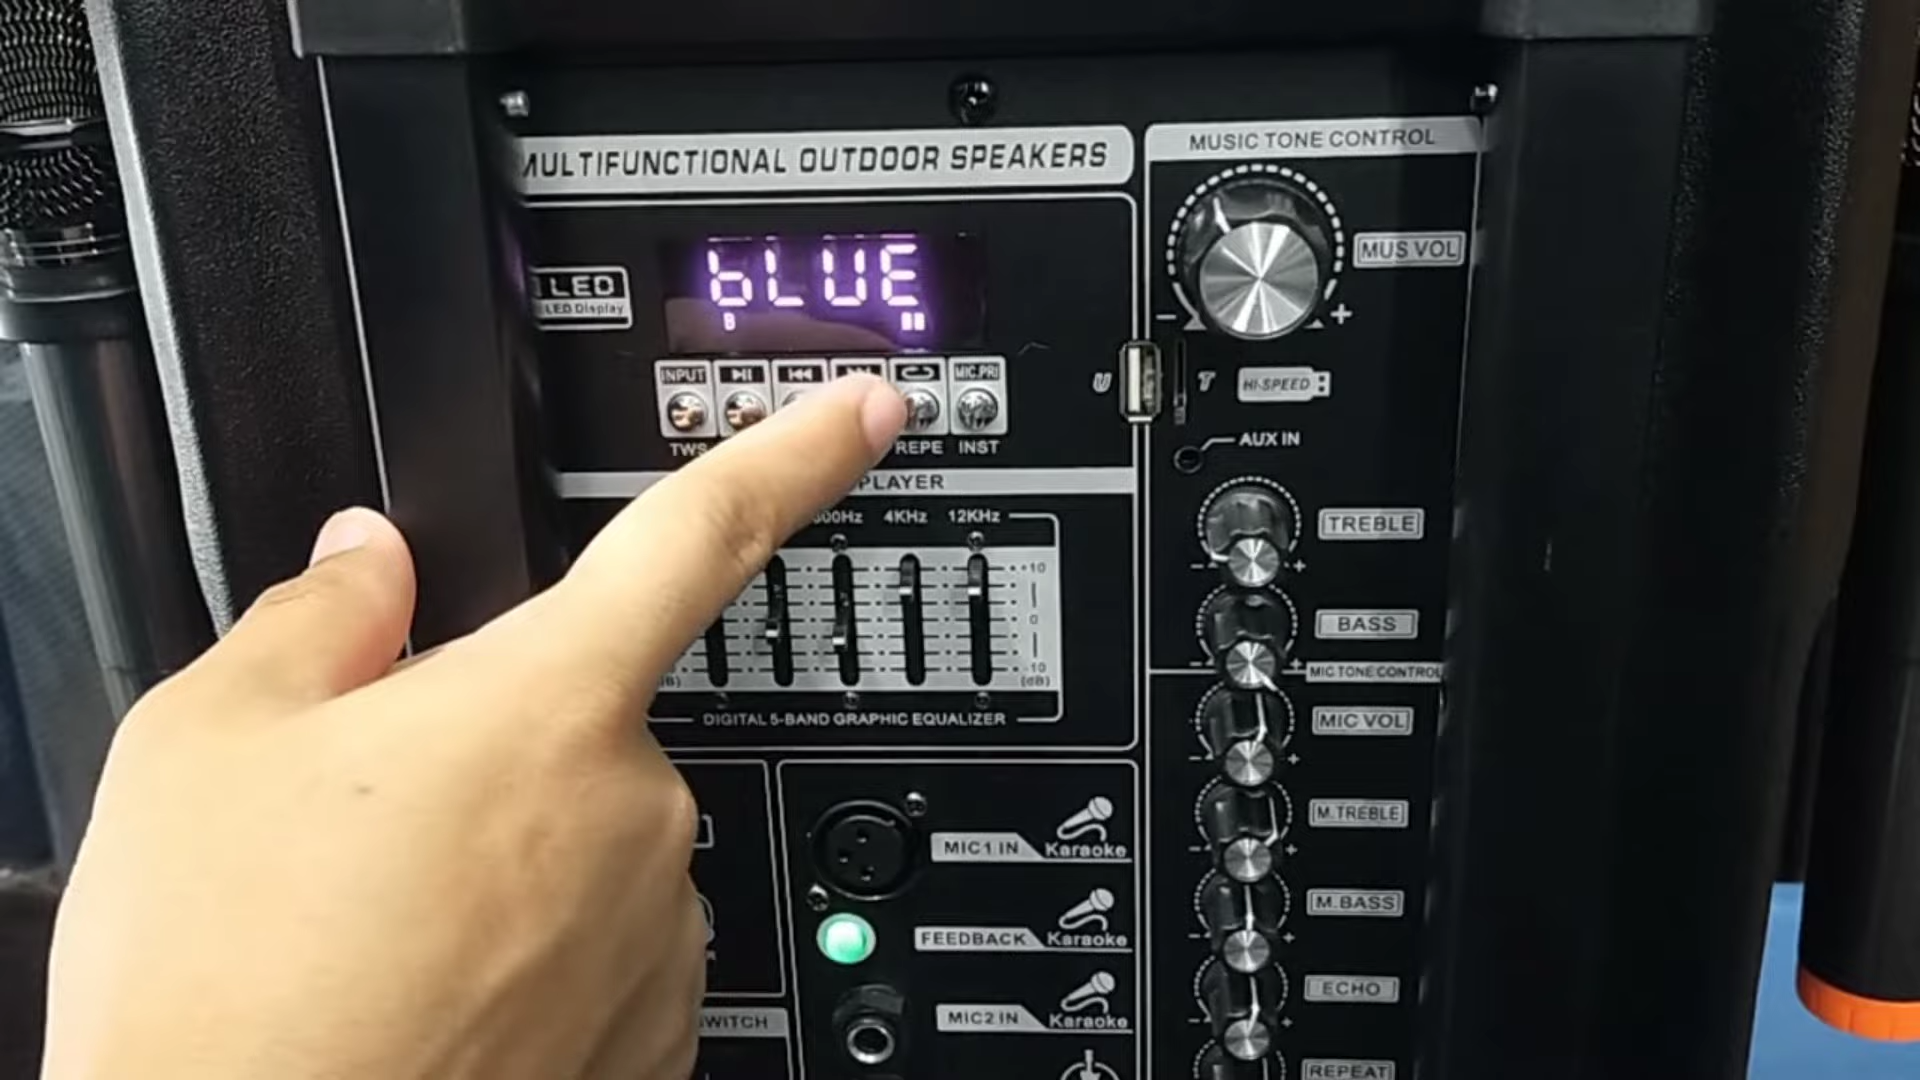 MULTIFUNCTIONAL OUTDOOR SPEAKERS
MUSIC TONE CONTROL
LED
LED Display
bLUE
B
MUS VOL
- +
INPUT MIC.PRI
TWS REPE INST
U T HI-SPEED
AUX IN
PLAYER
4KHz 12KHz
+10
0
-10
(dB)
DIGITAL 5-BAND GRAPHIC EQUALIZER
TREBLE
- +
BASS
- +
MIC TONE CONTROL
MIC VOL
- +
M.TREBLE
- +
M.BASS
- +
ECHO
- +
REPEAT
MIC1 IN Karaoke
FEEDBACK Karaoke
MIC2 IN Karaoke